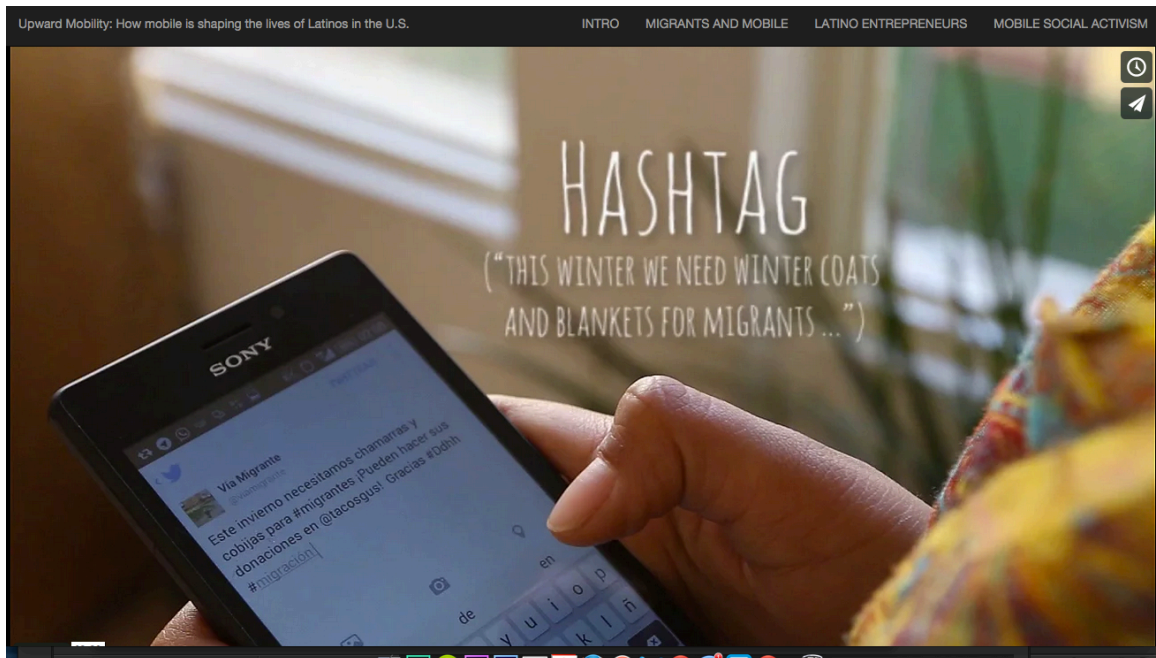 Upward Mobility: How mobile is shaping the lives of Latinos in the U.S.
INTRO MIGRANTS AND MOBILE LATINO ENTREPRENEURS MOBILE SOCIAL ACTIVISM
HASHTAG
("THIS WINTER WE NEED WINTER COATS
AND BLANKETS FOR MIGRANTS ...")
SONY
Via Migrante
@viamigrante
Este invierno necesitamos chamarras y
cobijas para #migrantes ¡Pueden hacer sus
donaciones en @tacosgus! Gracias #Ddhh
#migración
de en
y u i o p
k l ñ